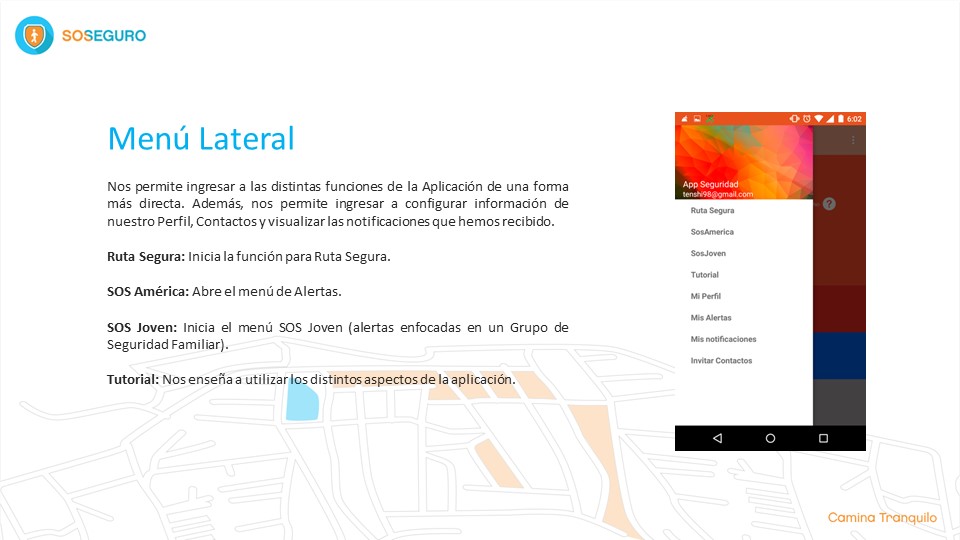 SOSEGURO
Menú Lateral
Nos permite ingresar a las distintas funciones de la Aplicación de una forma
más directa. Además, nos permite ingresar a configurar información de
nuestro Perfil, Contactos y visualizar las notificaciones que hemos recibido.
Ruta Segura: Inicia la función para Ruta Segura.
SOS América: Abre el menú de Alertas.
SOS Joven: Inicia el menú SOS Joven (alertas enfocadas en un Grupo de
Seguridad Familiar).
Tutorial: Nos enseña a utilizar los distintos aspectos de la aplicación.
6:02
App Seguridad
tenshi98@gmail.com
?
Ruta Segura
SosAmerica
SosJoven
Tutorial
Mi Perfil
Mis Alertas
Mis notificaciones
Invitar Contactos
Camina Tranquilo